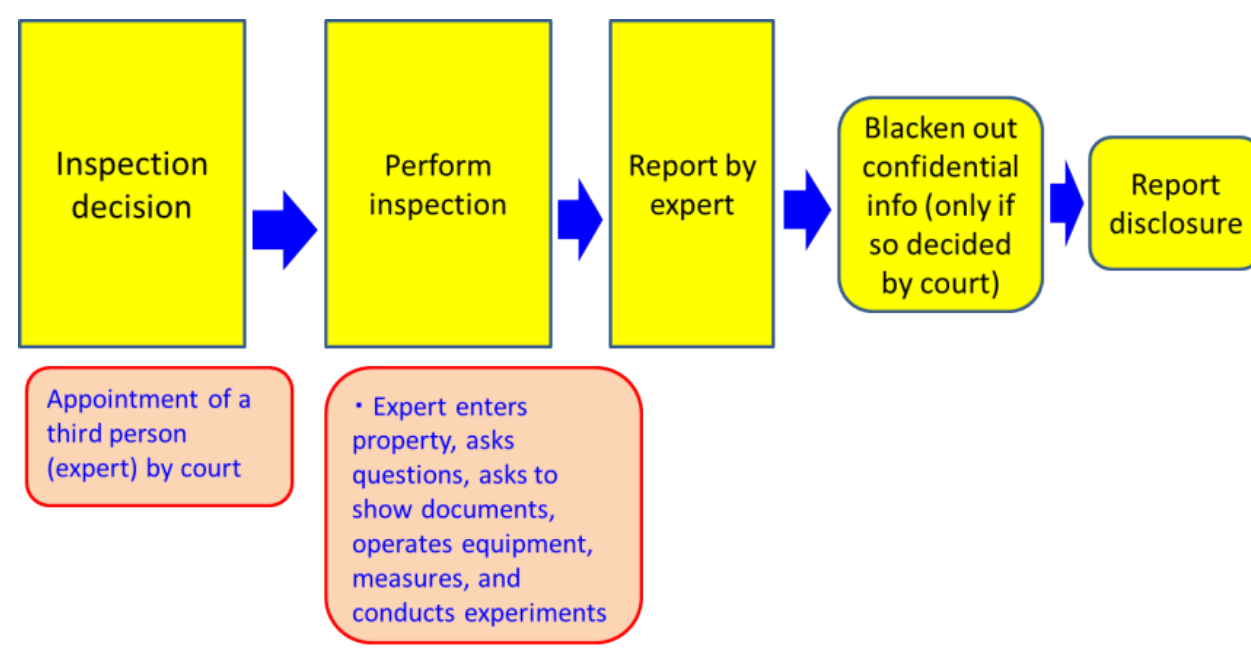 Inspection
decision
Perform
inspection
Report by
expert
Blacken out
confidential
info (only if
so decided
by court)
Report
disclosure
Appointment of a
third person
(expert) by court
・Expert enters
property, asks
questions, asks to
show documents,
operates equipment,
measures, and
conducts experiments